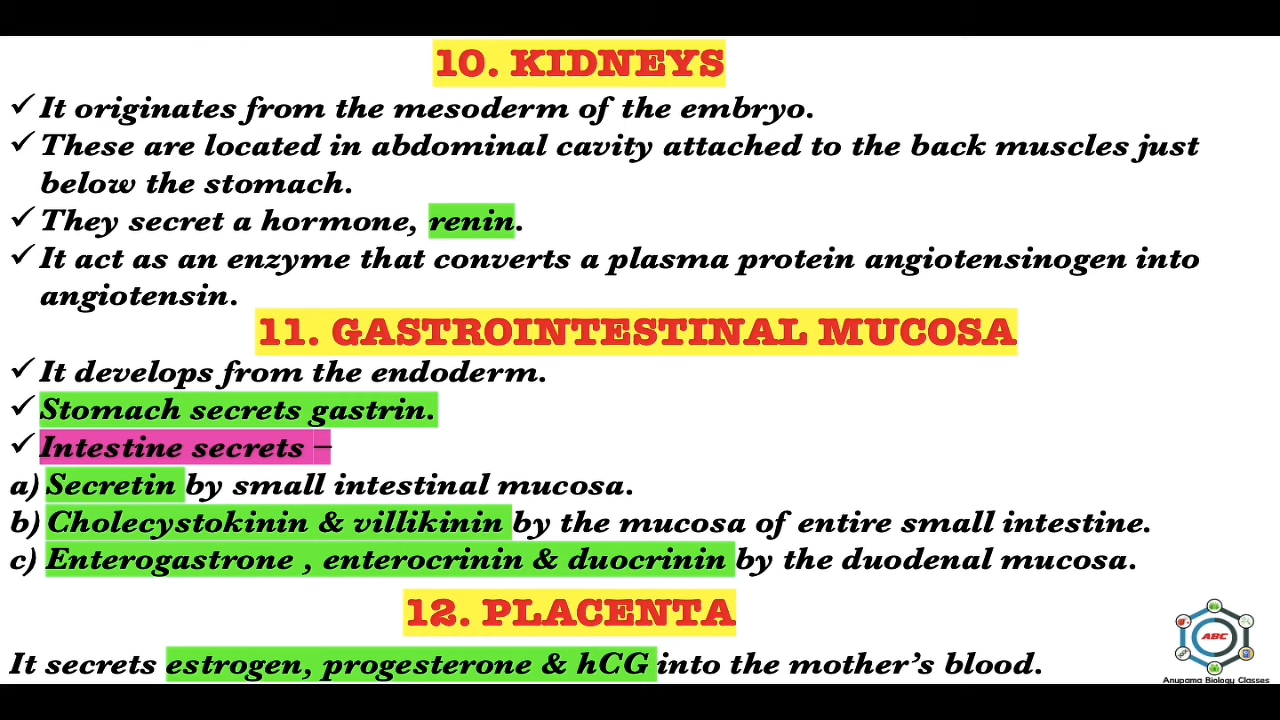 10. KIDNEYS
✓ It originates from the mesoderm of the embryo.
✓ These are located in abdominal cavity attached to the back muscles just
below the stomach.
✓ They secret a hormone, renin.
✓ It act as an enzyme that converts a plasma protein angiotensinogen into
angiotensin.
11. GASTROINTESTINAL MUCOSA
✓ It develops from the endoderm.
✓ Stomach secrets gastrin.
✓ Intestine secrets –
a) Secretin by small intestinal mucosa.
b) Cholecystokinin & villikinin by the mucosa of entire small intestine.
c) Enterogastrone , enterocrinin & duocrinin by the duodenal mucosa.
12. PLACENTA
It secrets estrogen, progesterone & hCG into the mother’s blood.
ABC
Anupama Biology Classes